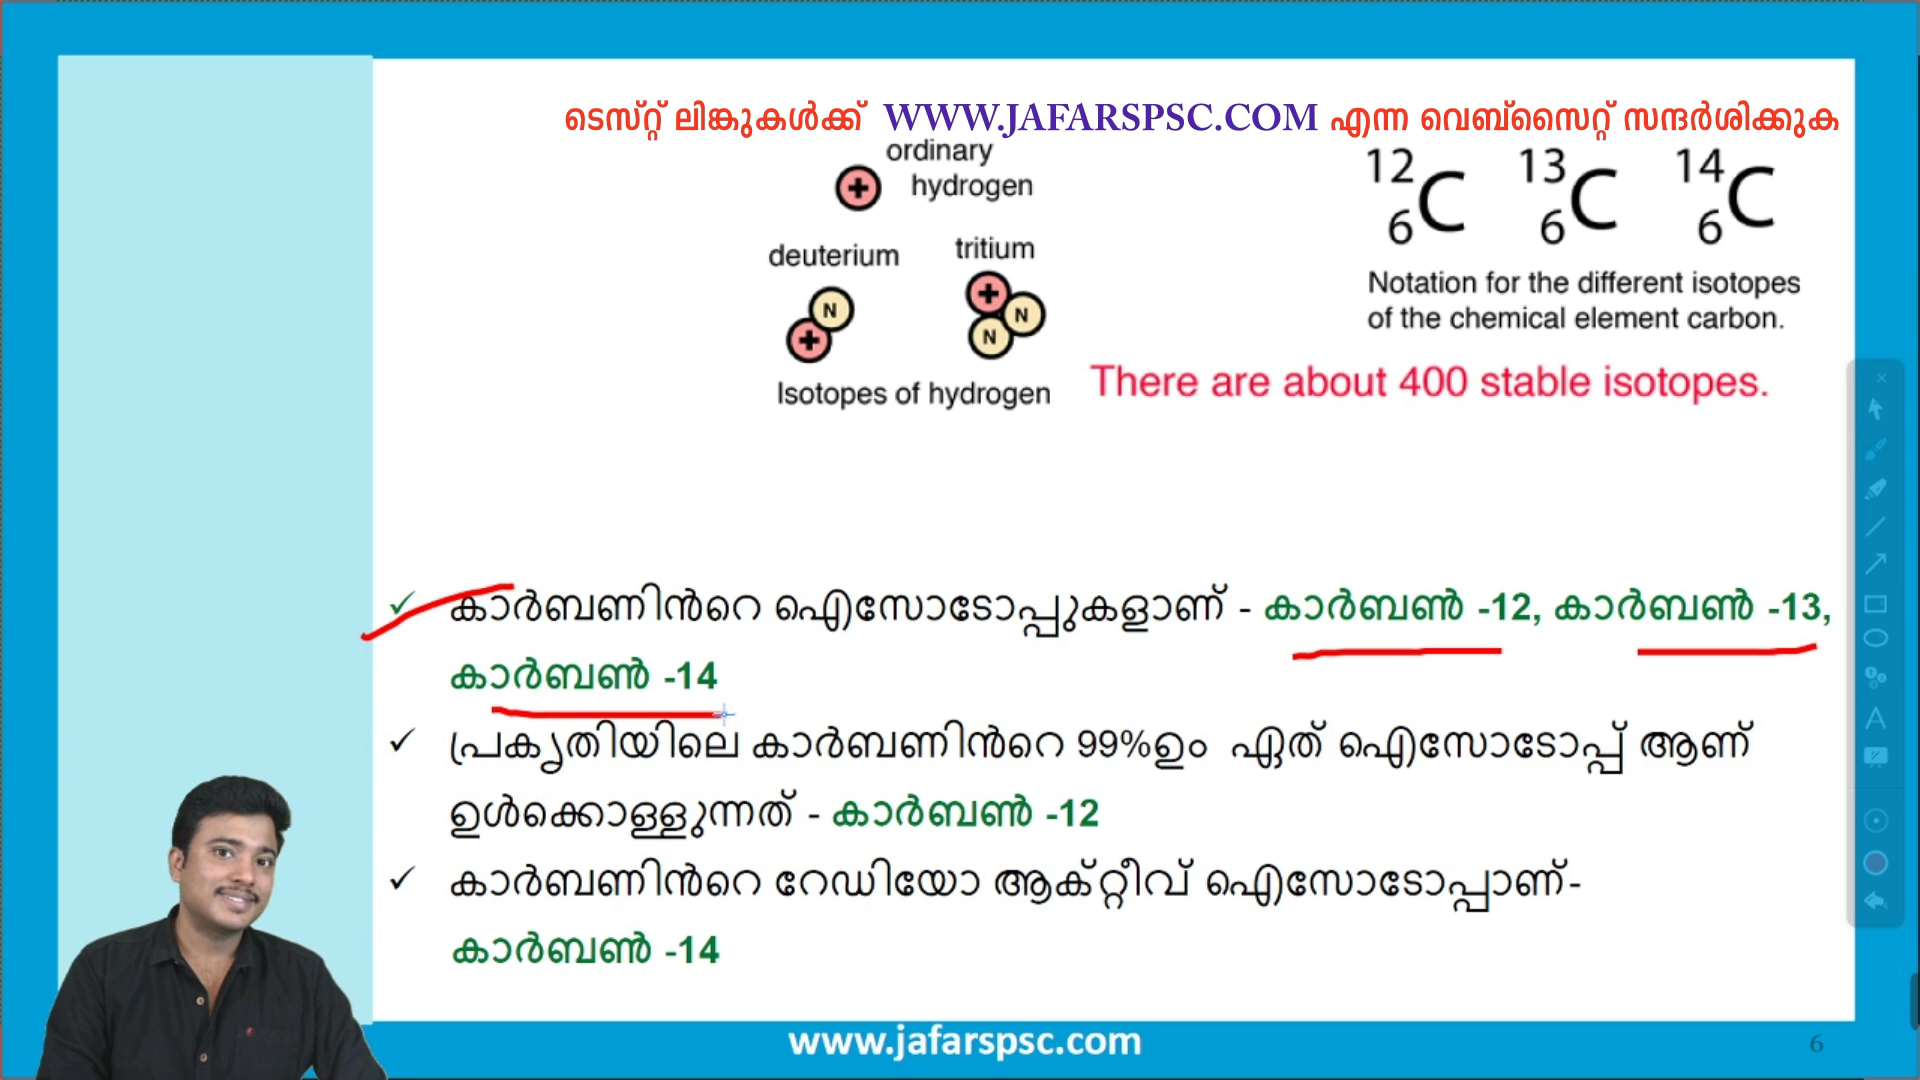 ടെസ്റ്റ് ലിങ്കുകൾക്ക് WWW.JAFARSPSC.COM എന്ന വെബ്സൈറ്റ് സന്ദർശിക്കുക
ordinary
hydrogen
deuterium
tritium
+
N
+
+
N
N
Isotopes of hydrogen
12 6 C 13 6 C 14 6 C
Notation for the different isotopes
of the chemical element carbon.
There are about 400 stable isotopes.
✓ കാർബണിൻറെ ഐസോടോപ്പുകളാണ് - കാർബൺ -12, കാർബൺ -13,
കാർബൺ -14
✓ പ്രകൃതിയിലെ കാർബണിൻറെ 99%ഉം ഏത് ഐസോടോപ്പ് ആണ്
ഉൾക്കൊള്ളുന്നത് - കാർബൺ -12
✓ കാർബണിൻറെ റേഡിയോ ആക്റ്റീവ് ഐസോടോപ്പാണ്-
കാർബൺ -14
www.jafarspsc.com
6